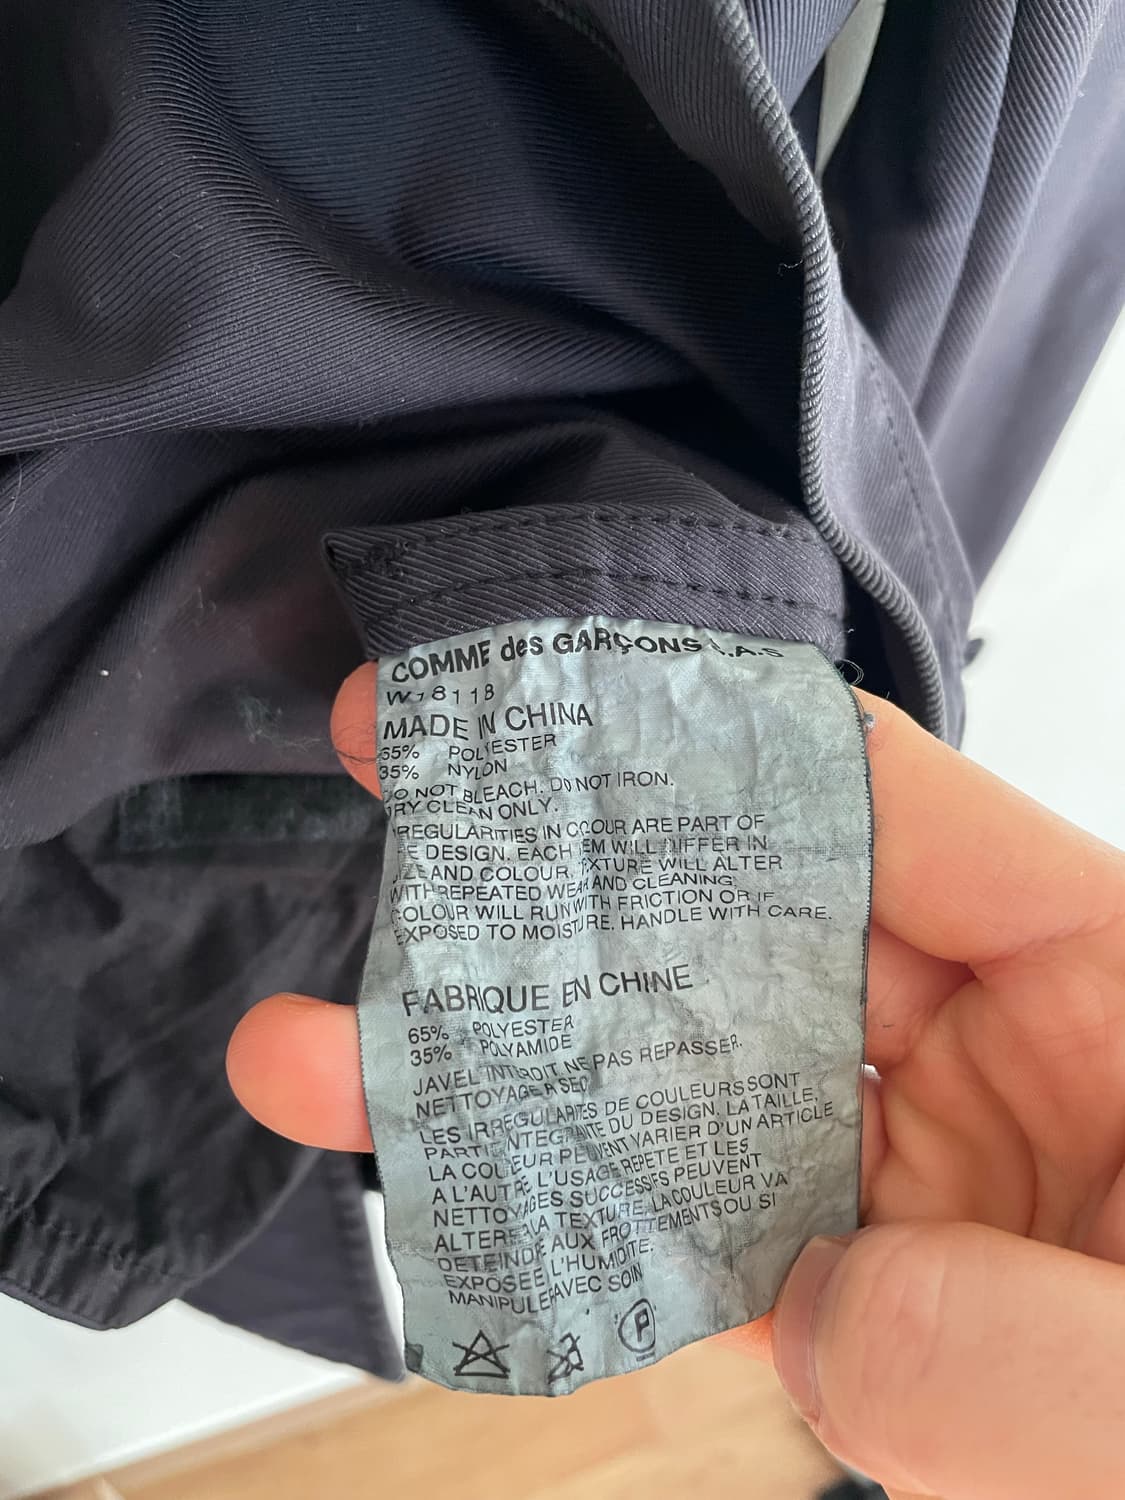 COMME des GARÇONS S.A.S
W18118
MADE IN CHINA
65% POLYESTER
35% NYLON
DO NOT BLEACH. DO NOT IRON.
DRY CLEAN ONLY.
IRREGULARITIES IN COLOUR ARE PART OF
THE DESIGN. EACH ITEM WILL DIFFER IN
SIZE AND COLOUR. TEXTURE WILL ALTER
WITH REPEATED WEAR AND CLEANING;
COLOUR WILL RUN WITH FRICTION OR IF
EXPOSED TO MOISTURE. HANDLE WITH CARE.
FABRIQUE EN CHINE
65% POLYESTER
35% POLYAMIDE
JAVEL INTERDIT. NE PAS REPASSER.
NETTOYAGE A SEC
LES IRREGULARITES DE COULEURS SONT
PARTIE INTEGRANTE DU DESIGN. LA TAILLE,
LA COULEUR PEUVENT VARIER D'UN ARTICLE
A L'AUTRE L'USAGE REPETE ET LES
NETTOYAGES SUCCESSIFS PEUVENT
ALTERER LA TEXTURE, LA COULEUR VA
DETEINDRE AUX FROTTEMENTS OU SI
EXPOSEE L'HUMIDITE.
MANIPULER AVEC SOIN
P